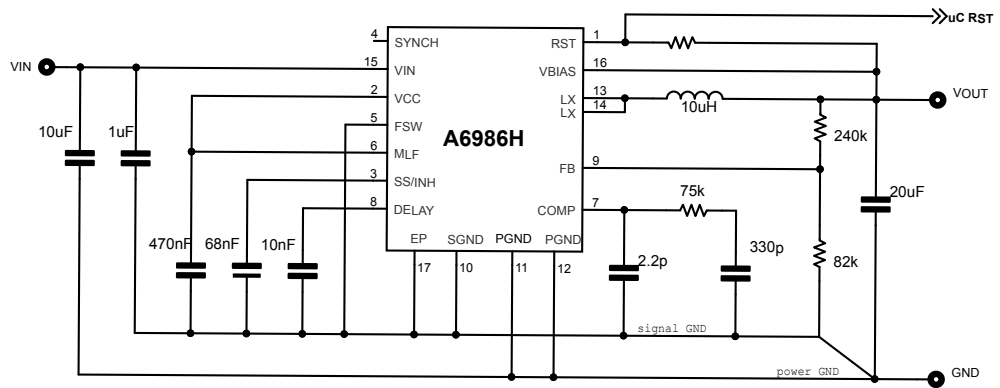 uC RST
4 SYNCH RST 1
VIN 15 VIN VBIAS 16
2 VCC LX 13
LX 14
10uH VOUT
10uF 1uF 5 FSW A6986H 240k
6 MLF FB 9
3 SS/INH 75k 20uF
8 DELAY COMP 7
EP SGND PGND PGND
470nF 68nF 10nF 17 10 11 12 2.2p 330p 82k
signal GND
power GND GND